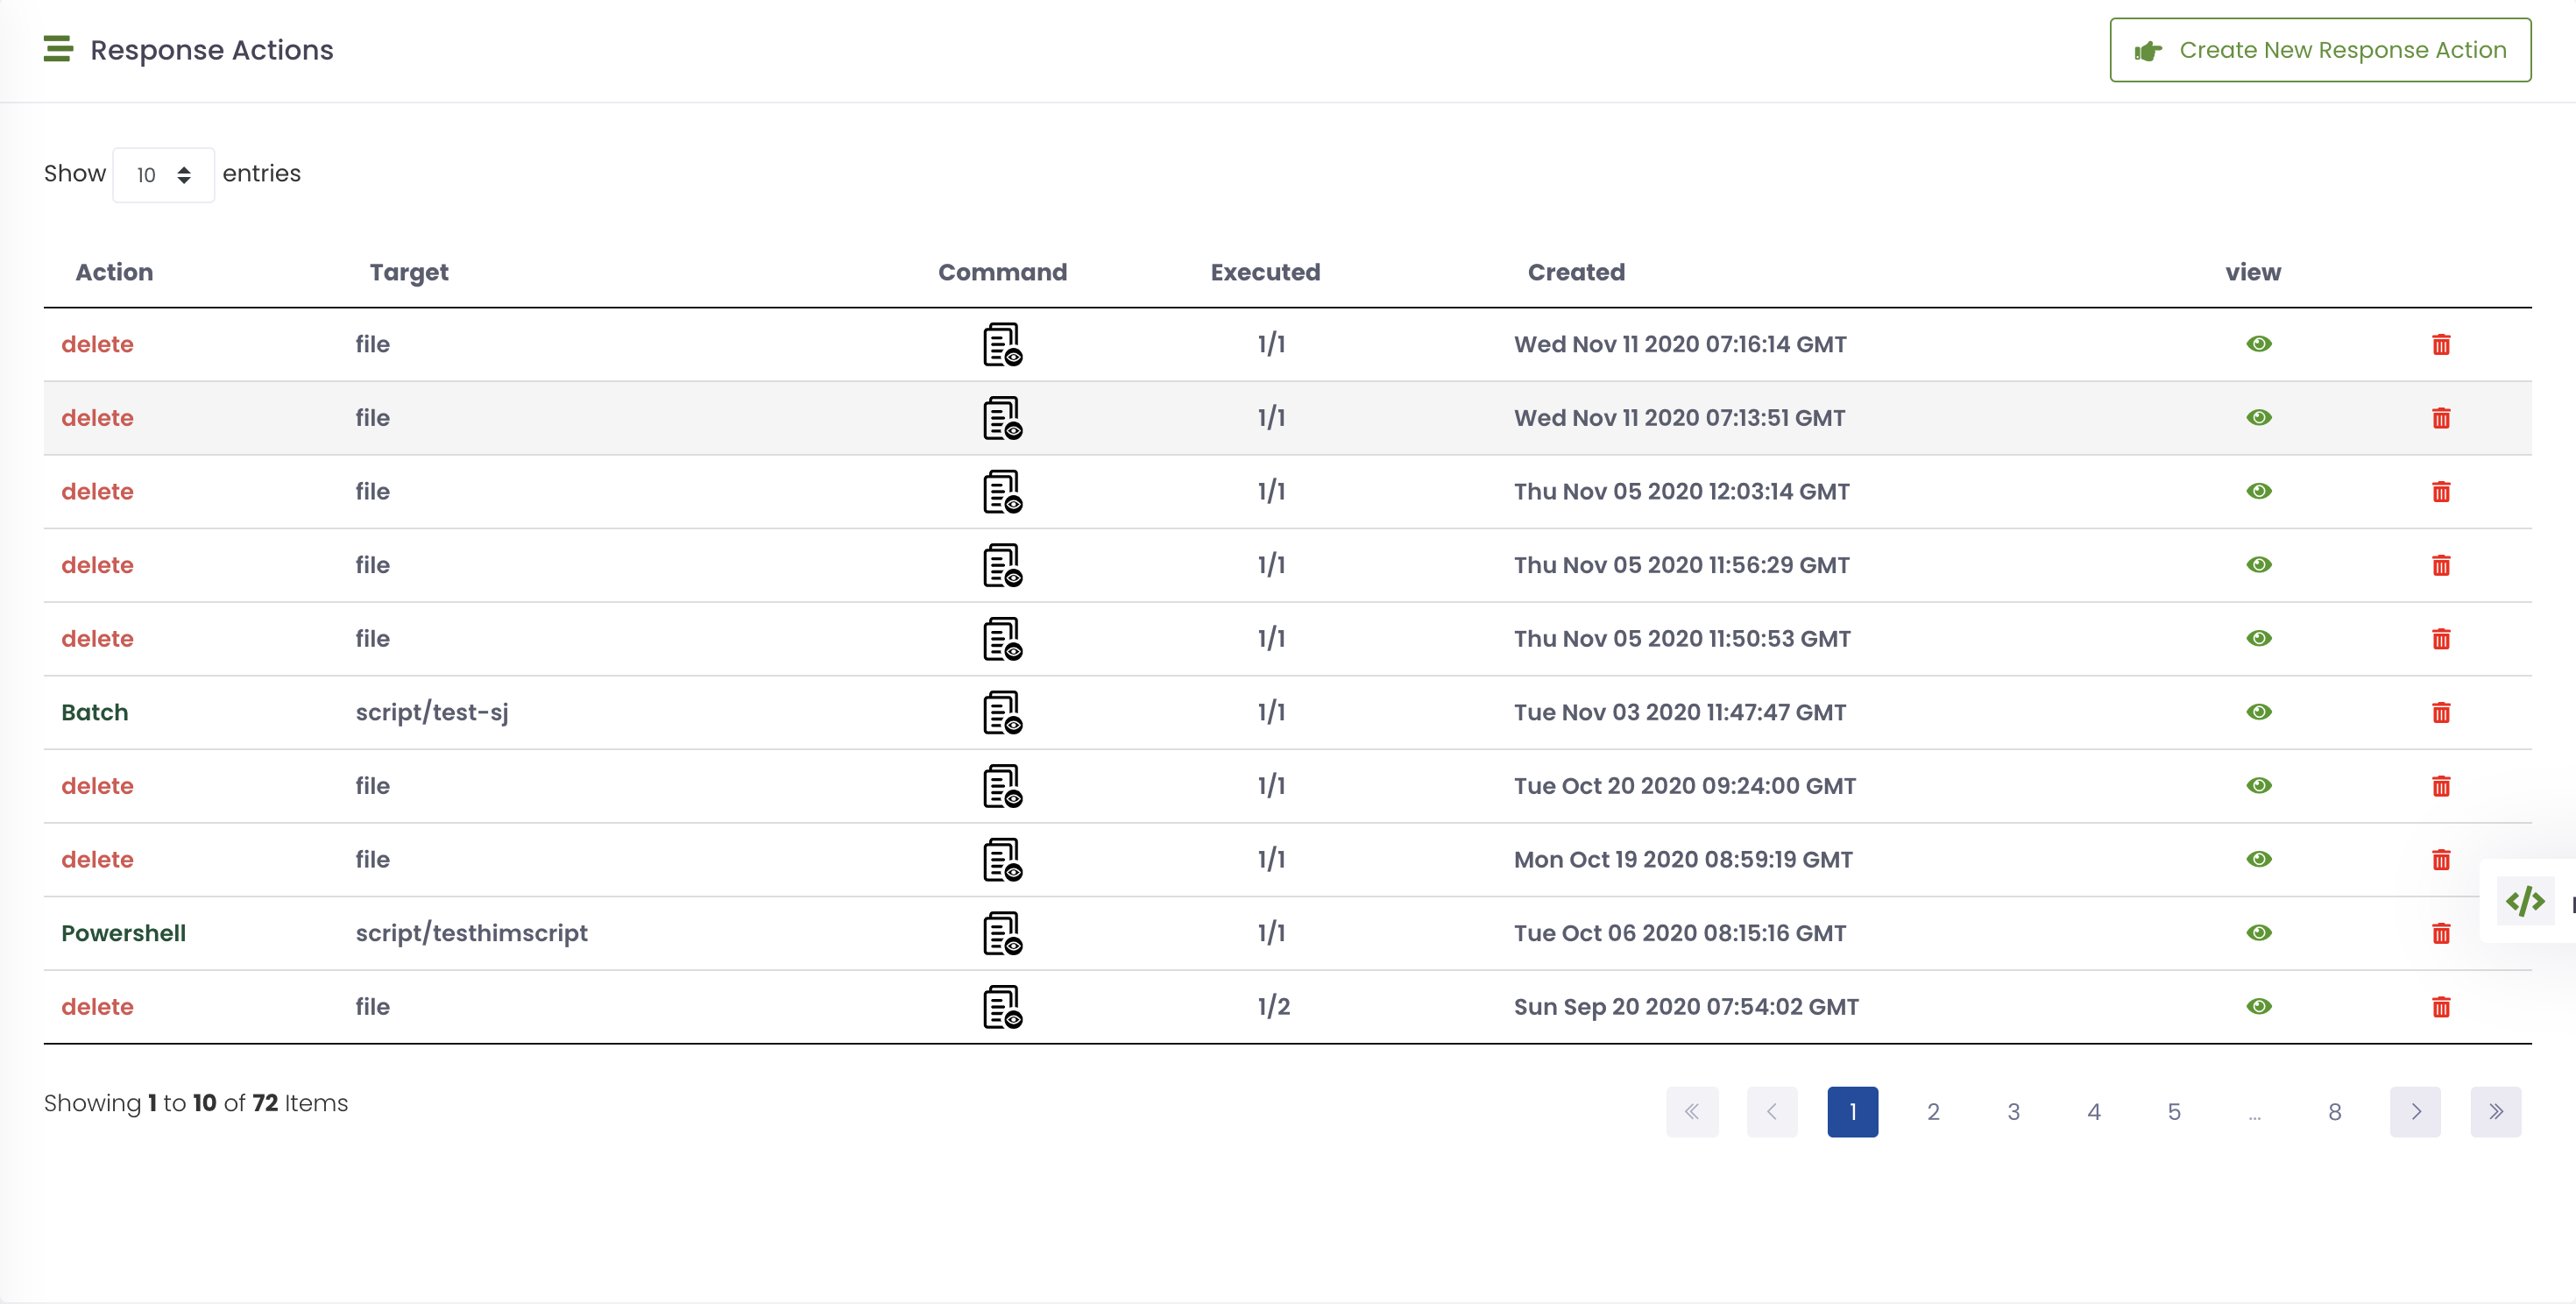 Response Actions
Create New Response Action
Show 10 entries
Action Target Command Executed Created view
delete file 1/1 Wed Nov 11 2020 07:16:14 GMT
delete file 1/1 Wed Nov 11 2020 07:13:51 GMT
delete file 1/1 Thu Nov 05 2020 12:03:14 GMT
delete file 1/1 Thu Nov 05 2020 11:56:29 GMT
delete file 1/1 Thu Nov 05 2020 11:50:53 GMT
Batch script/test-sj 1/1 Tue Nov 03 2020 11:47:47 GMT
delete file 1/1 Tue Oct 20 2020 09:24:00 GMT
delete file 1/1 Mon Oct 19 2020 08:59:19 GMT
Powershell script/testhimscript 1/1 Tue Oct 06 2020 08:15:16 GMT
delete file 1/2 Sun Sep 20 2020 07:54:02 GMT
Showing 1 to 10 of 72 Items
« ‹ 1 2 3 4 5 ... 8 › »